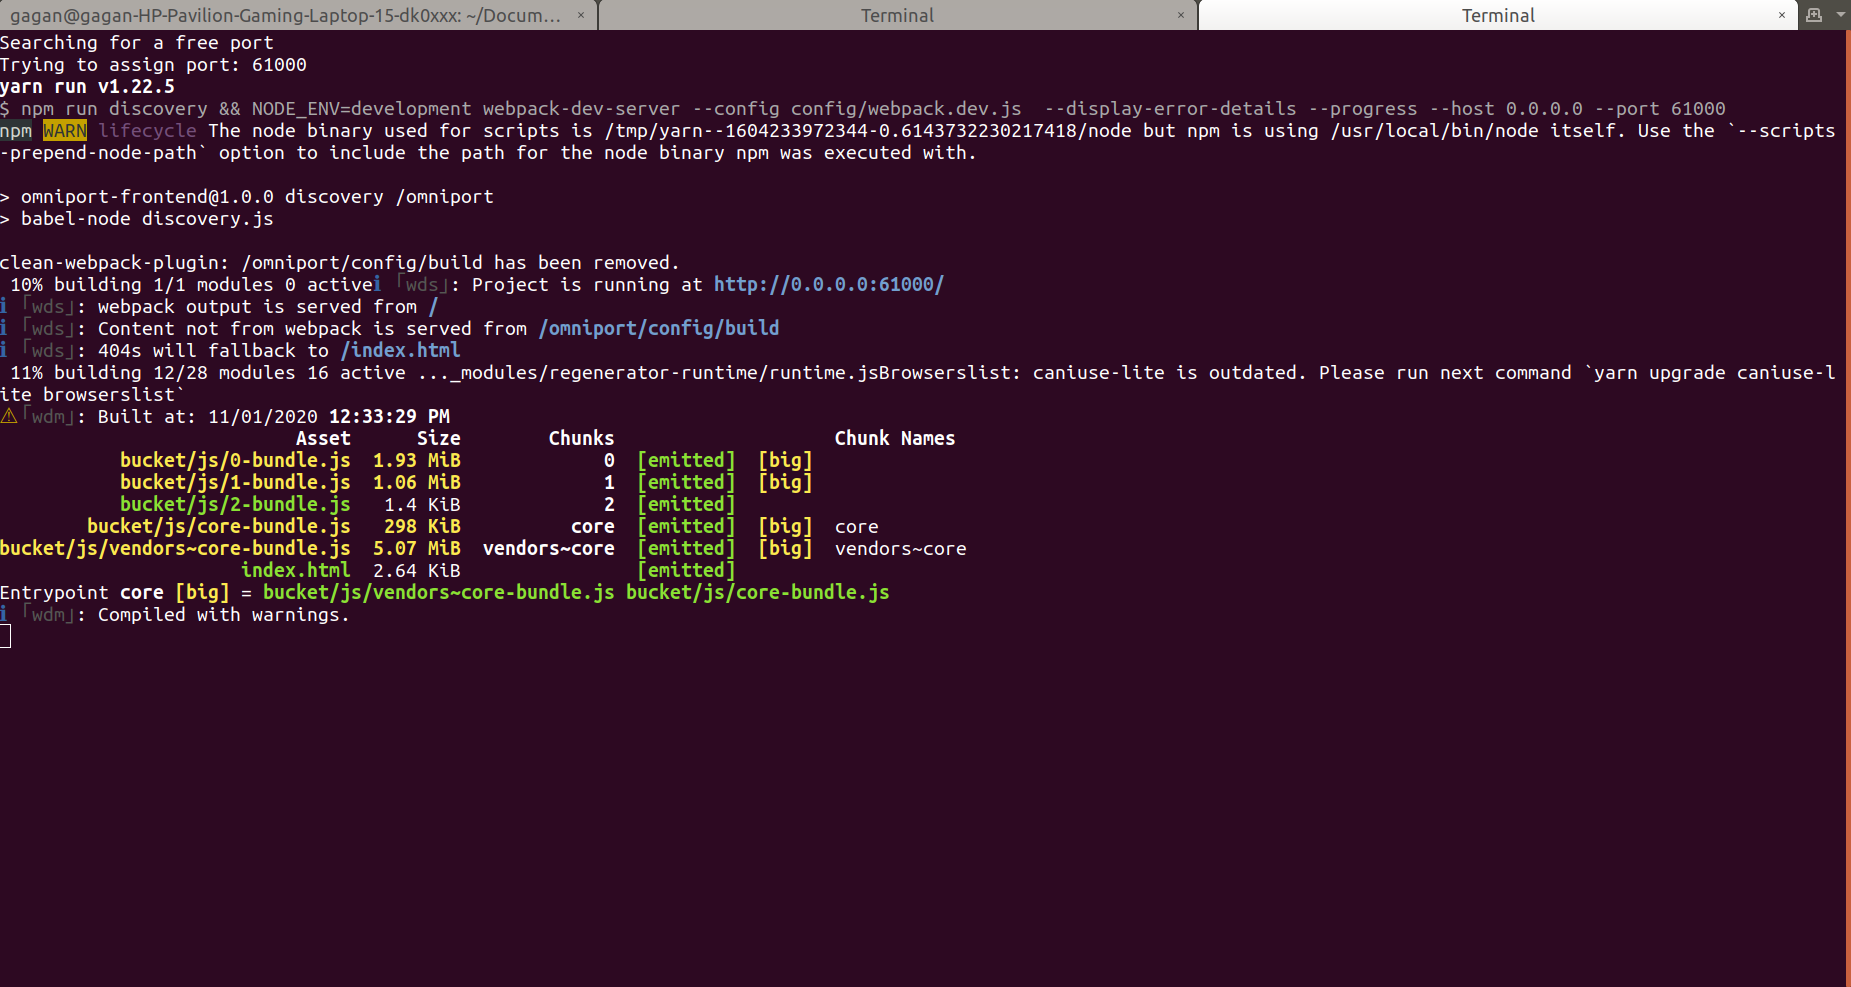 gagan@gagan-HP-Pavilion-Gaming-Laptop-15-dk0xxx: ~/Docum... × Terminal × Terminal ×
Searching for a free port
Trying to assign port: 61000
yarn run v1.22.5
$ npm run discovery && NODE_ENV=development webpack-dev-server --config config/webpack.dev.js  --display-error-details --progress --host 0.0.0.0 --port 61000
npm WARN lifecycle The node binary used for scripts is /tmp/yarn--1604233972344-0.6143732230217418/node but npm is using /usr/local/bin/node itself. Use the `--scripts
-prepend-node-path` option to include the path for the node binary npm was executed with.
> omniport-frontend@1.0.0 discovery /omniport
> babel-node discovery.js
clean-webpack-plugin: /omniport/config/build has been removed.
10% building 1/1 modules 0 activeℹ ｢wds｣: Project is running at http://0.0.0.0:61000/
ℹ ｢wds｣: webpack output is served from /
ℹ ｢wds｣: Content not from webpack is served from /omniport/config/build
ℹ ｢wds｣: 404s will fallback to /index.html
11% building 12/28 modules 16 active ..._modules/regenerator-runtime/runtime.jsBrowserslist: caniuse-lite is outdated. Please run next command `yarn upgrade caniuse-l
ite browserslist`
⚠ ｢wdm｣: Built at: 11/01/2020 12:33:29 PM
Asset Size Chunks Chunk Names
bucket/js/0-bundle.js 1.93 MiB 0 [emitted] [big]
bucket/js/1-bundle.js 1.06 MiB 1 [emitted] [big]
bucket/js/2-bundle.js 1.4 KiB 2 [emitted]
bucket/js/core-bundle.js 298 KiB core [emitted] [big] core
bucket/js/vendors~core-bundle.js 5.07 MiB vendors~core [emitted] [big] vendors~core
index.html 2.64 KiB [emitted]
Entrypoint core [big] = bucket/js/vendors~core-bundle.js bucket/js/core-bundle.js
ℹ ｢wdm｣: Compiled with warnings.